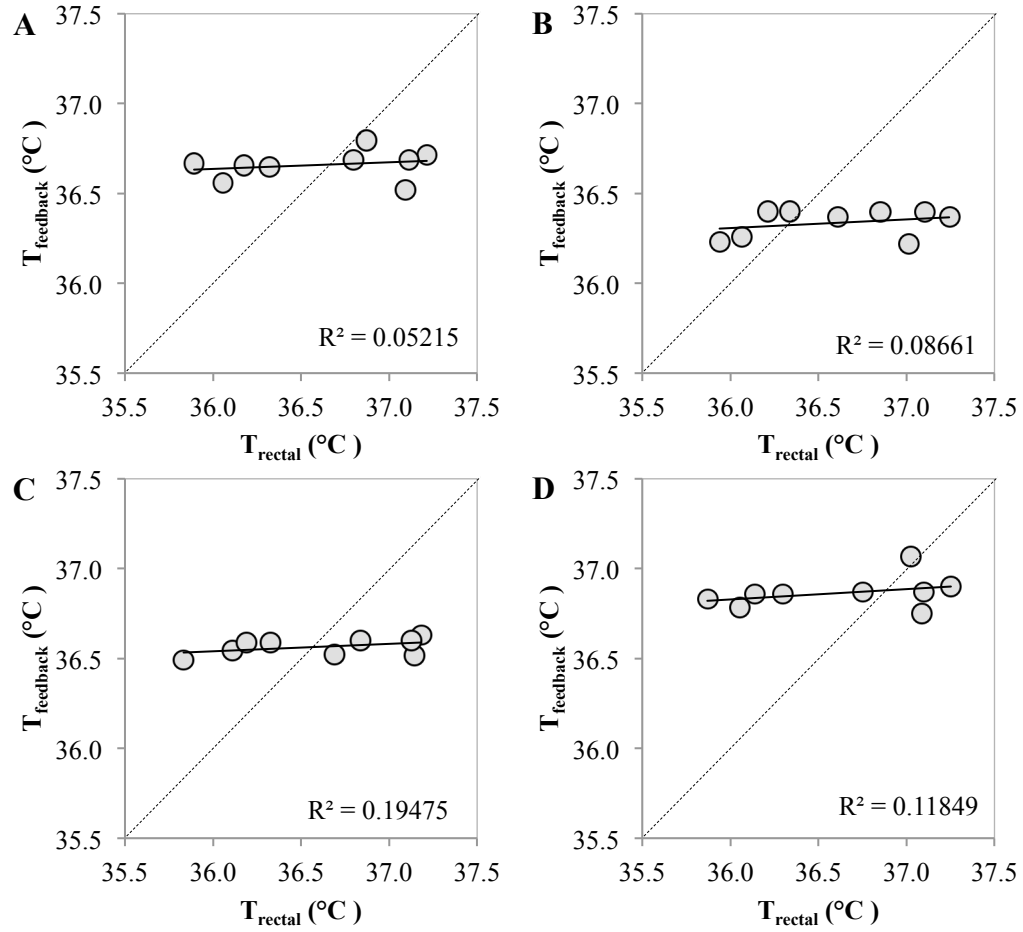 A
37.5
37.0
36.5
36.0
35.5
T_feedback (°C )
R² = 0.05215
35.5 36.0 36.5 37.0 37.5
T_rectal (°C )
B
37.5
37.0
36.5
36.0
35.5
T_feedback (°C )
R² = 0.08661
35.5 36.0 36.5 37.0 37.5
T_rectal (°C )
C
37.5
37.0
36.5
36.0
35.5
T_feedback (°C )
R² = 0.19475
35.5 36.0 36.5 37.0 37.5
T_rectal (°C )
D
37.5
37.0
36.5
36.0
35.5
T_feedback (°C )
R² = 0.11849
35.5 36.0 36.5 37.0 37.5
T_rectal (°C )